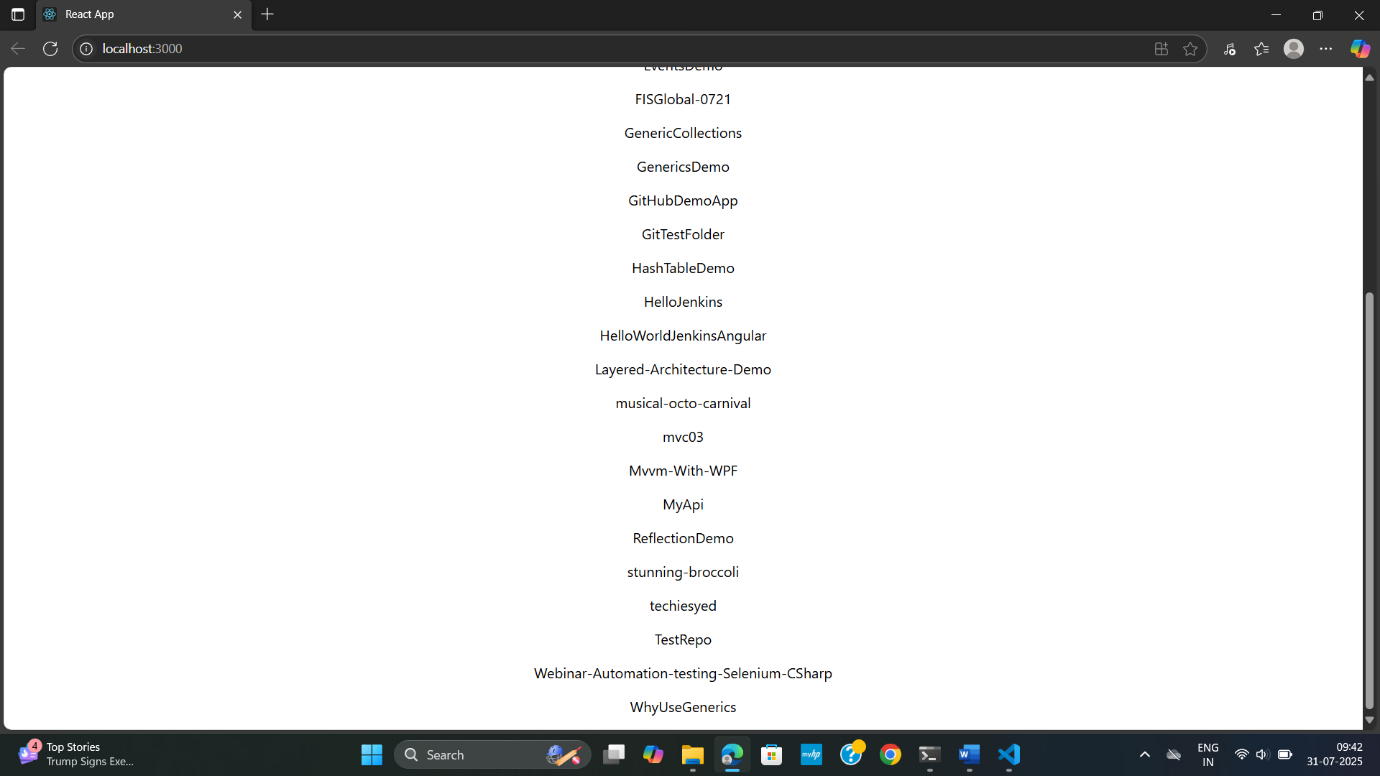 React App
localhost:3000
EventsDemo
FISGlobal-0721
GenericCollections
GenericsDemo
GitHubDemoApp
GitTestFolder
HashTableDemo
HelloJenkins
HelloWorldJenkinsAngular
Layered-Architecture-Demo
musical-octo-carnival
mvc03
Mvvm-With-WPF
MyApi
ReflectionDemo
stunning-broccoli
techiesyed
TestRepo
Webinar-Automation-testing-Selenium-CSharp
WhyUseGenerics
4
Top Stories
Trump Signs Exe...
Search
myhp
ENG
IN
09:42
31-07-2025